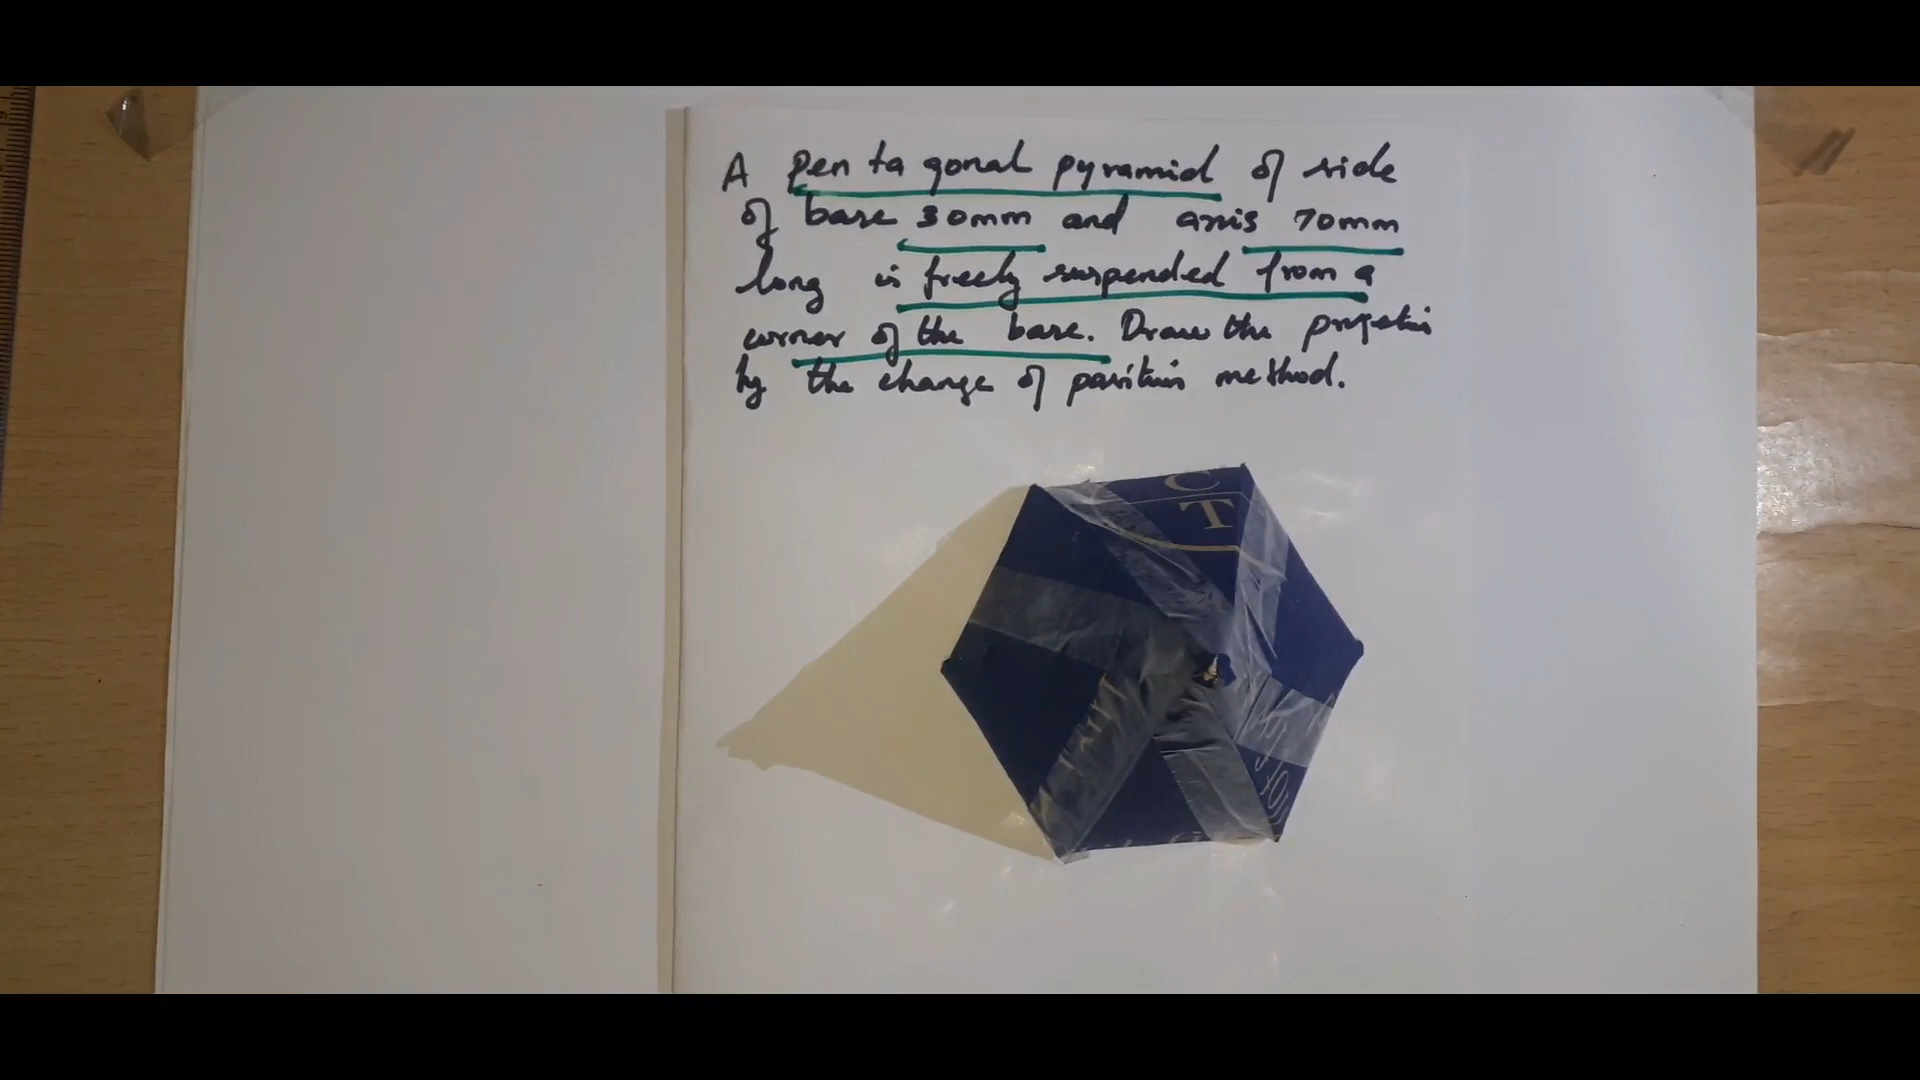 A pentagonal pyramid of side
of base 30mm and axis 70mm
long is freely suspended from a
corner of the base. Draw the
by the change of position method.
C
T